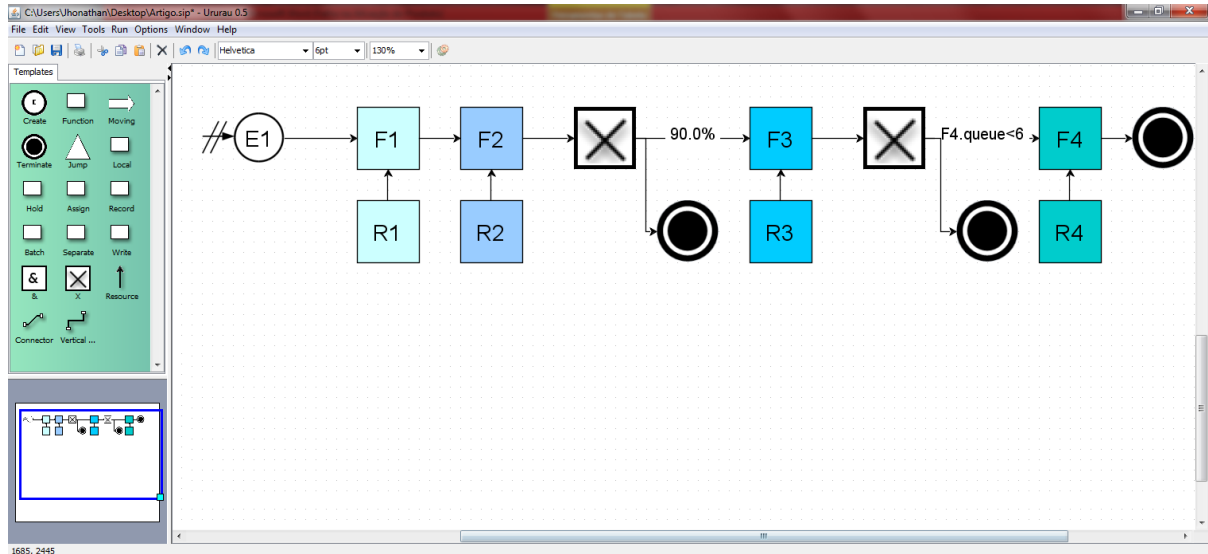 C:\Users\Jhonathan\Desktop\Artigo.sip* - Ururau 0.5
File Edit View Tools Run Options Window Help
Helvetica 6pt 130%
Templates
Create Function Moving
Terminate Jump Local
Hold Assign Record
Batch Separate Write
&
& X Resource
Connector Vertical ...
E1 F1 F2 90.0% F3 F4.queue<6 F4
R1 R2 R3 R4
1685, 2445